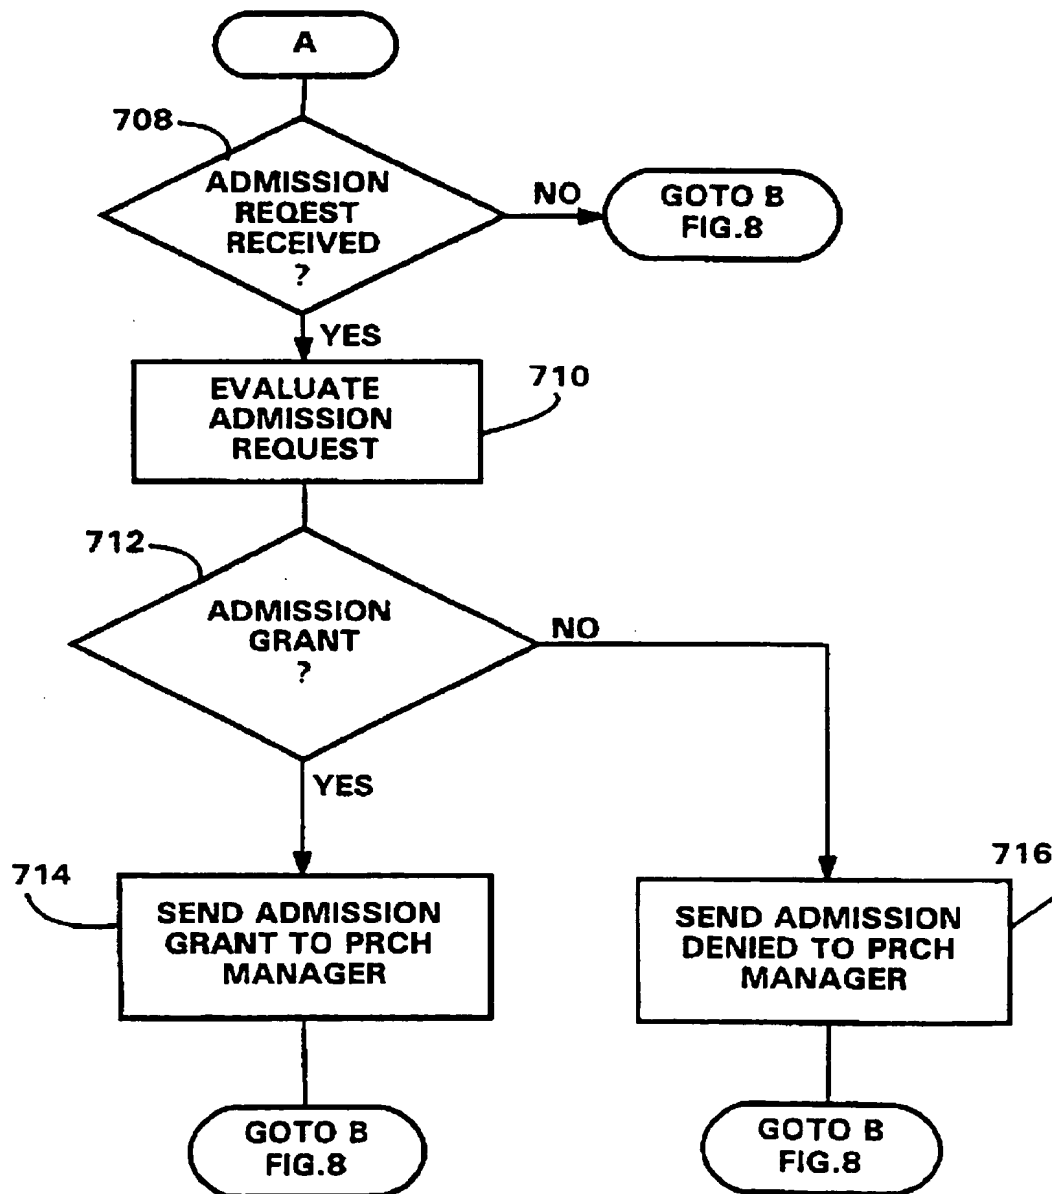 A
708
ADMISSION
REQEST
RECEIVED
?
NO
GOTO B
FIG.8
YES
EVALUATE
ADMISSION
REQUEST
710
712
ADMISSION
GRANT
?
NO
YES
714
SEND ADMISSION
GRANT TO PRCH
MANAGER
716
SEND ADMISSION
DENIED TO PRCH
MANAGER
GOTO B
FIG.8
GOTO B
FIG.8